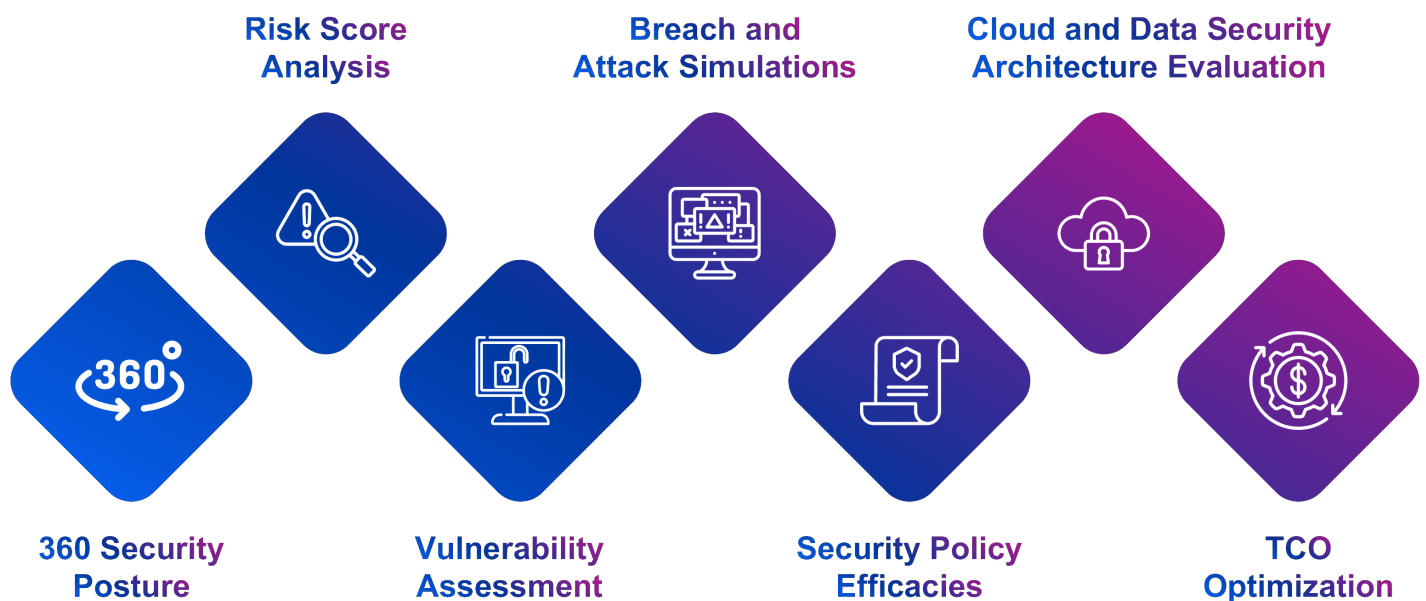 Risk Score
Analysis
Breach and
Attack Simulations
Cloud and Data Security
Architecture Evaluation
360°
360 Security
Posture
Vulnerability
Assessment
Security Policy
Efficacies
$
TCO
Optimization